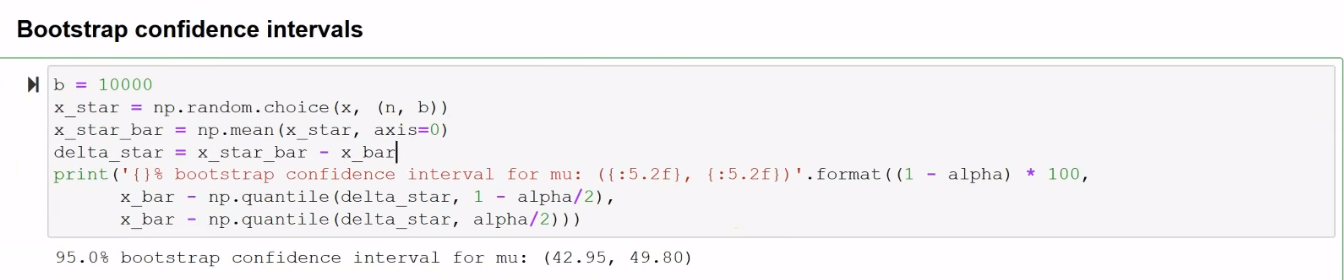 Bootstrap confidence intervals
b = 10000
x_star = np.random.choice(x, (n, b))
x_star_bar = np.mean(x_star, axis=0)
delta_star = x_star_bar - x_bar
print('{}% bootstrap confidence interval for mu: ({:5.2f}, {:5.2f})'.format((1 - alpha) * 100,
      x_bar - np.quantile(delta_star, 1 - alpha/2),
      x_bar - np.quantile(delta_star, alpha/2)))
95.0% bootstrap confidence interval for mu: (42.95, 49.80)